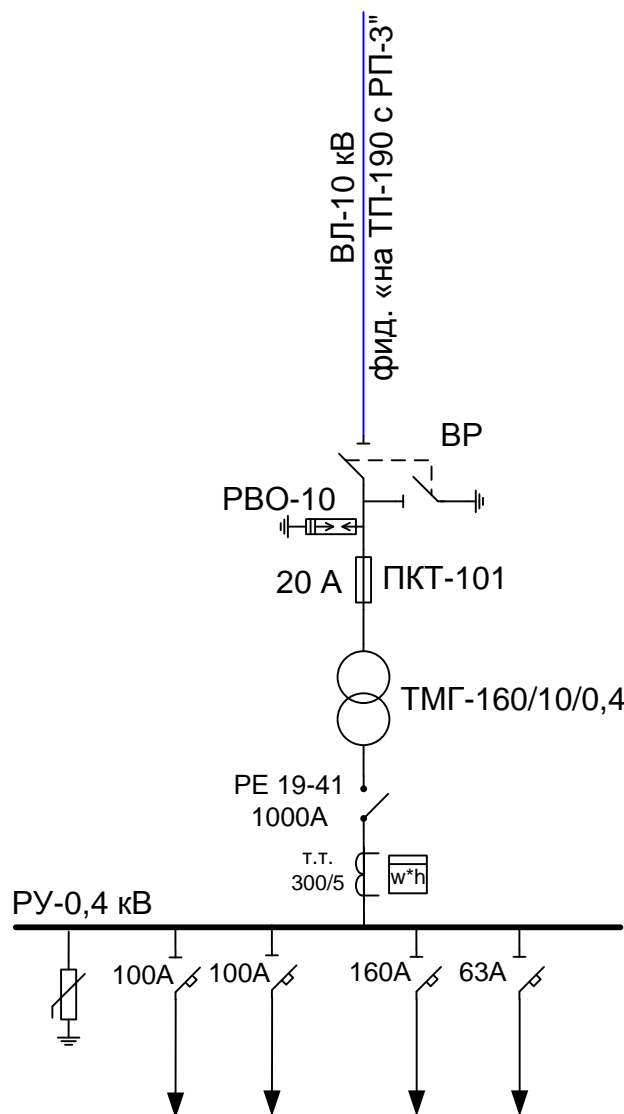 ВЛ-10 кВ
фид. «на ТП-190 с РП-3"
ВР
РВО-10
20 А
ПКТ-101
ТМГ-160/10/0,4
РЕ 19-41
1000А
т.т.
300/5
w*h
РУ-0,4 кВ
100А
100А
160А
63А